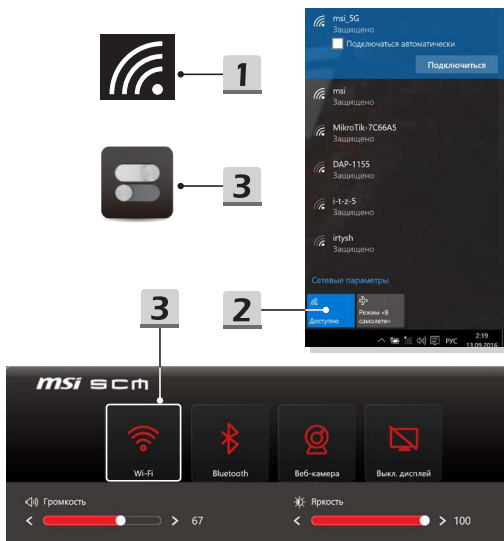 1
3
msi_5G
Защищено
Подключаться автоматически
Подключиться
msi
Защищено
MikroTik-7C66A5
Защищено
DAP-1155
Защищено
i-t-z-5
Защищено
irtysh
Защищено
Сетевые параметры
2
Доступно
Режим «В
самолете»
РУС
2:19
13.09.2016
3
msi SCM
Wi-Fi
Bluetooth
Веб-камера
Выкл. дисплей
Громкость
67
Яркость
100